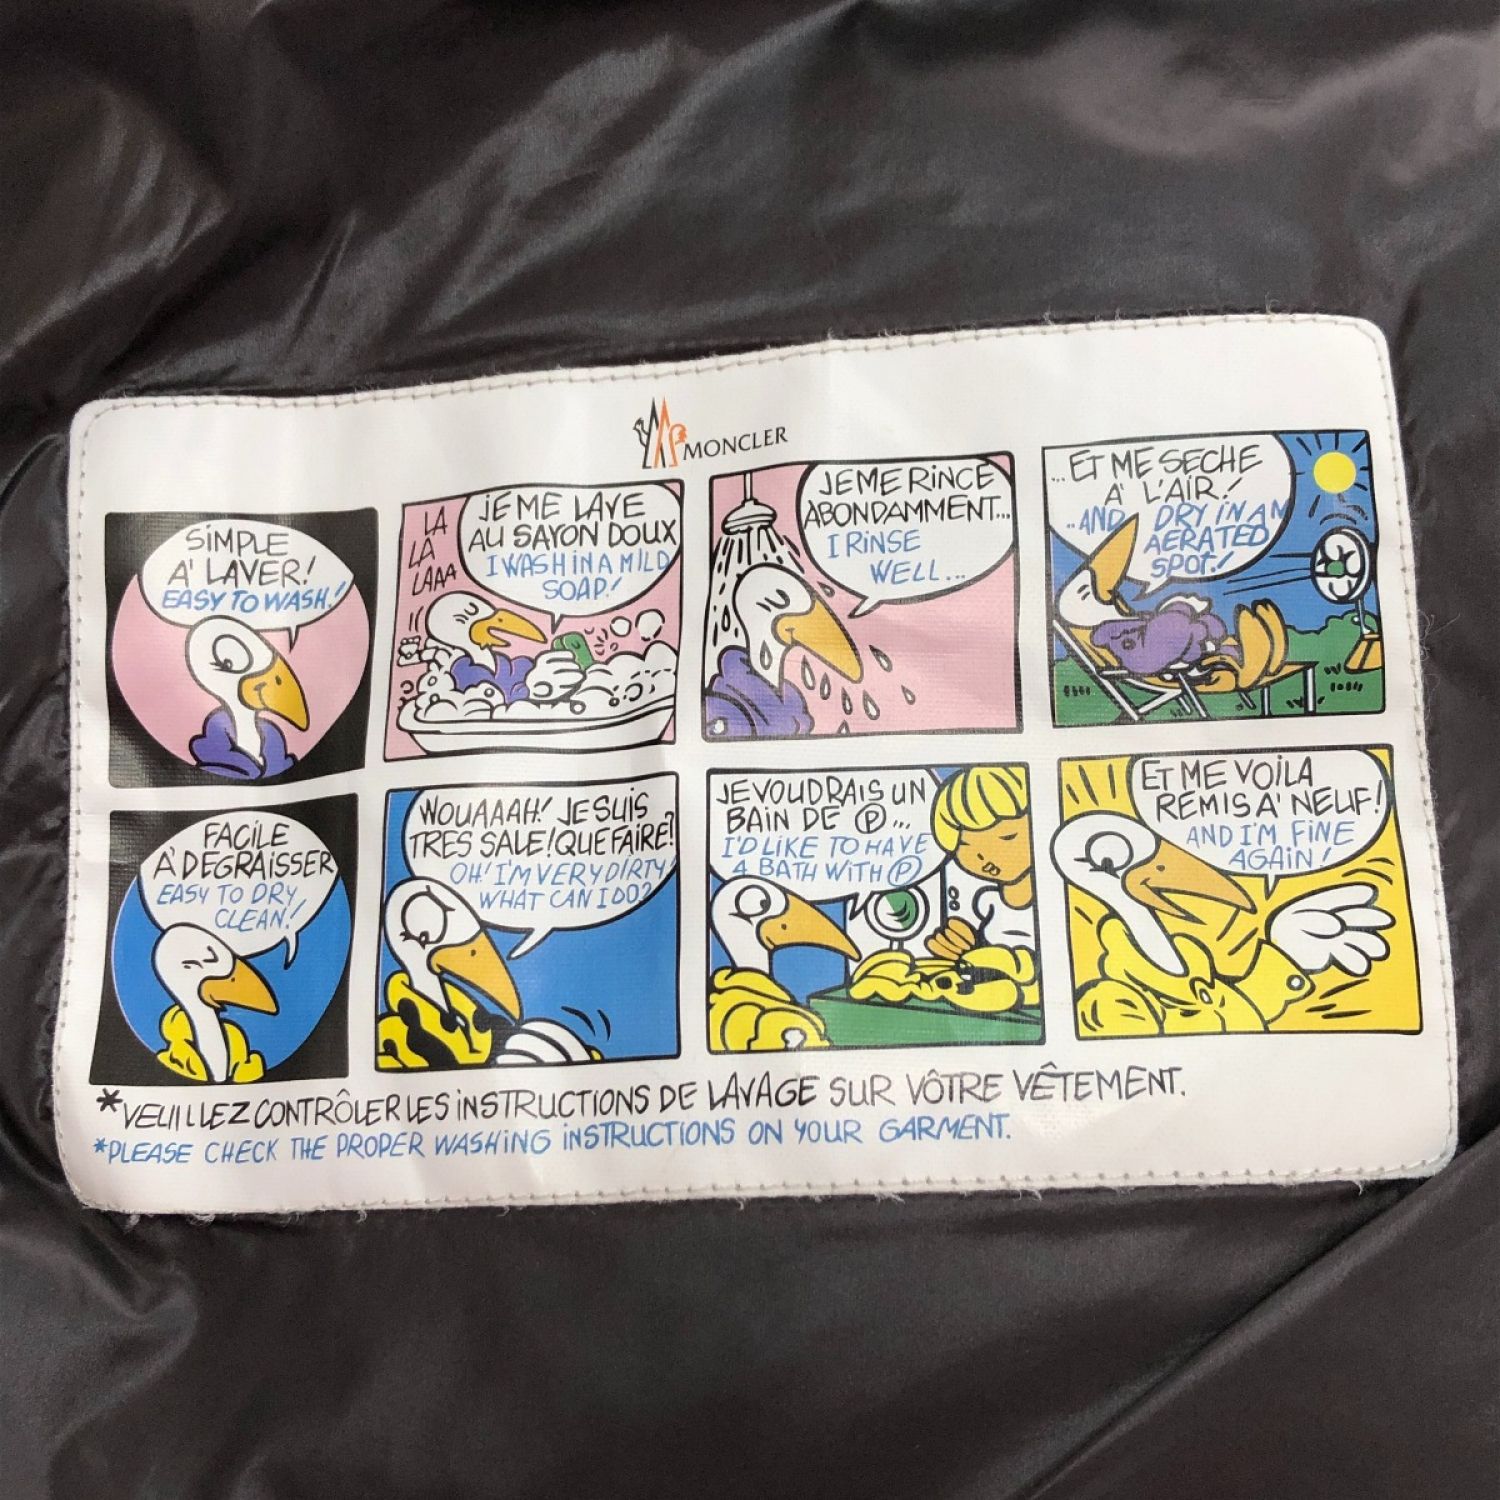 MONCLER
SIMPLE
A' LAVER!
EASY TO WASH!
LA
LA
LAAA
JE ME LAVE
AU SAVON DOUX
I WASH IN A MILD
SOAP!
JE ME RINCE
ABONDAMMENT...
I RINSE
WELL...
...ET ME SECHE
A' L'AIR!
..AND DRY IN AN
AERATED
SPOT!
FACILE
A' DEGRAISSER
EASY TO DRY
CLEAN!
WOUAAAH! JE SUIS
TRES SALE! QUE FAIRE?
OH! I'M VERY DIRTY
WHAT CAN I DO?
JE VOUDRAIS UN
BAIN DE Ⓟ...
I'D LIKE TO HAVE
A BATH WITH Ⓟ
ET ME VOILA
REMIS A' NEUF!
AND I'M FINE
AGAIN!
*VEUILLEZ CONTRÔLER LES INSTRUCTIONS DE LAVAGE SUR VÔTRE VÊTEMENT.
*PLEASE CHECK THE PROPER WASHING INSTRUCTIONS ON YOUR GARMENT.